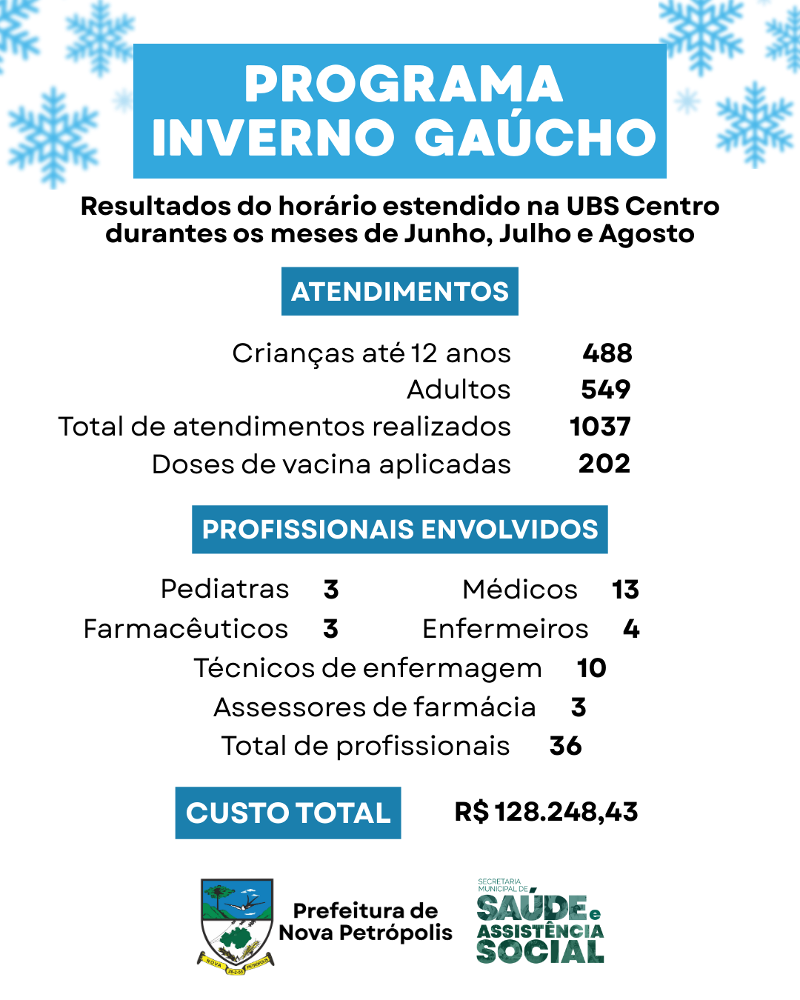 PROGRAMA
INVERNO GAÚCHO
Resultados do horário estendido na UBS Centro
durantes os meses de Junho, Julho e Agosto
ATENDIMENTOS
Crianças até 12 anos 488
Adultos 549
Total de atendimentos realizados 1037
Doses de vacina aplicadas 202
PROFISSIONAIS ENVOLVIDOS
Pediatras 3 Médicos 13
Farmacêuticos 3 Enfermeiros 4
Técnicos de enfermagem 10
Assessores de farmácia 3
Total de profissionais 36
CUSTO TOTAL R$ 128.248,43
NOVA 28-2-55 PETRÓPOLIS
Prefeitura de
Nova Petrópolis
SECRETARIA
MUNICIPAL DE
SAÚDE e
ASSISTÊNCIA
SOCIAL